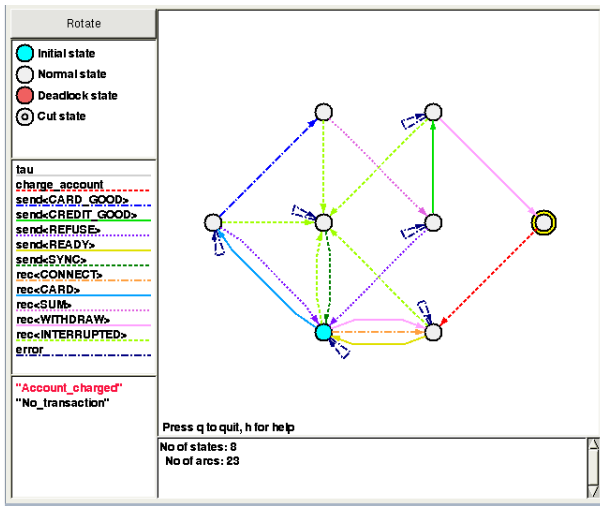 Rotate
Initial state
Normal state
Deadlock state
Cut state
tau
charge_account
send<CARD_GOOD>
send<CREDIT_GOOD>
send<REFUSE>
send<READY>
send<SYNC>
rec<CONNECT>
rec<CARD>
rec<SUM>
rec<WITHDRAW>
rec<INTERRUPTED>
error
"Account_charged"
"No_transaction"
Press q to quit, h for help
No of states: 8
No of arcs: 23